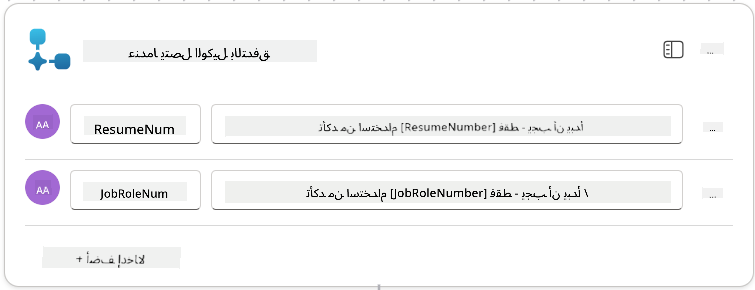 عندما يتصل الوكيل بالتدفق
...
AA
ResumeNum
تأكد من استخدام [ResumeNumber] فقط - يجب أن يبدأ
...
AA
JobRoleNum
تأكد من استخدام [JobRoleNumber] فقط - يجب أن يبدأ \
...
+ أضف إدخالا